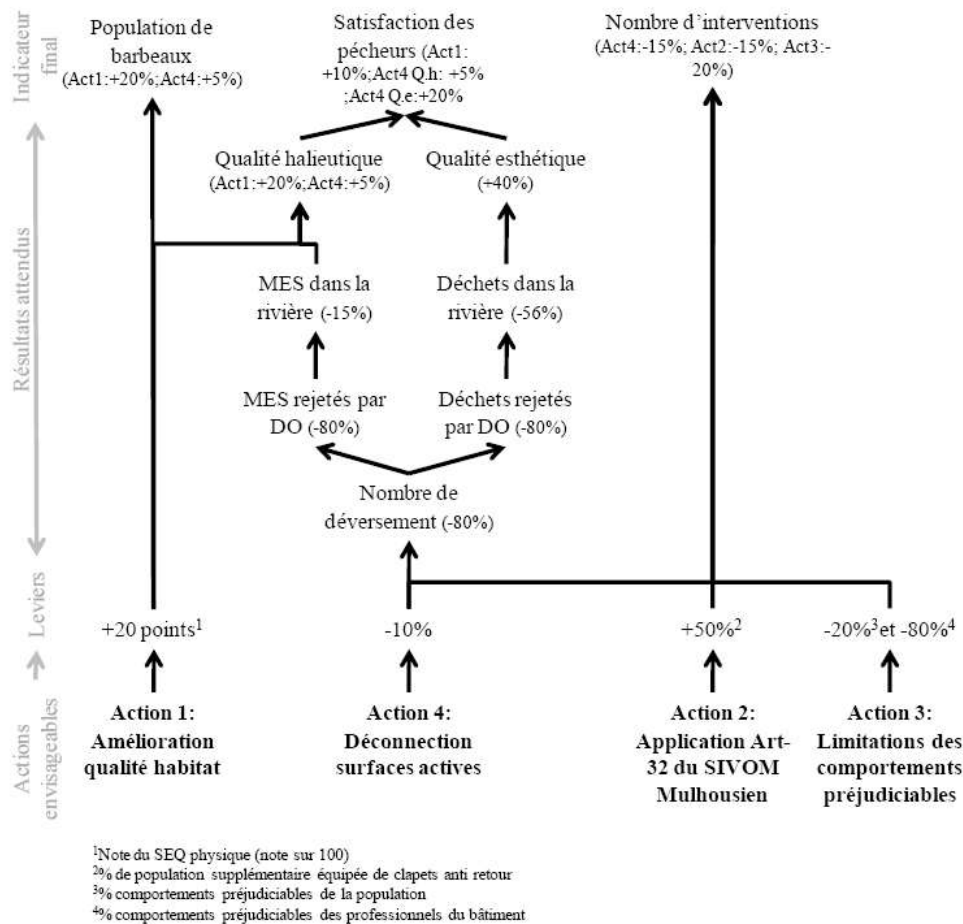 Indicateur
final
Population de
barbeaux
(Act1:+20%;Act4:+5%)
Satisfaction des
pécheurs (Act1:
+10%;Act4 Q.h: +5%
;Act4 Q.e:+20%
Nombre d'interventions
(Act4:-15%; Act2:-15%; Act3:-
20%)
Résultats attendus
Qualité halieutique
(Act1:+20%;Act4:+5%)
Qualité esthétique
(+40%)
MES dans la
rivière (-15%)
Déchets dans la
rivière (-56%)
MES rejetés par
DO (-80%)
Déchets rejetés
par DO (-80%)
Nombre de
déversement (-80%)
Leviers
+20 points¹
-10%
+50%²
-20%³et -80%⁴
Actions
envisageables
Action 1:
Amélioration
qualité habitat
Action 4:
Déconnection
surfaces actives
Action 2:
Application Art-
32 du SIVOM
Mulhousien
Action 3:
Limitations des
comportements
préjudiciables
¹Note du SEQ physique (note sur 100)
²% de population supplémentaire équipée de clapets anti retour
³% comportements préjudiciables de la population
⁴% comportements préjudiciables des professionnels du bâtiment